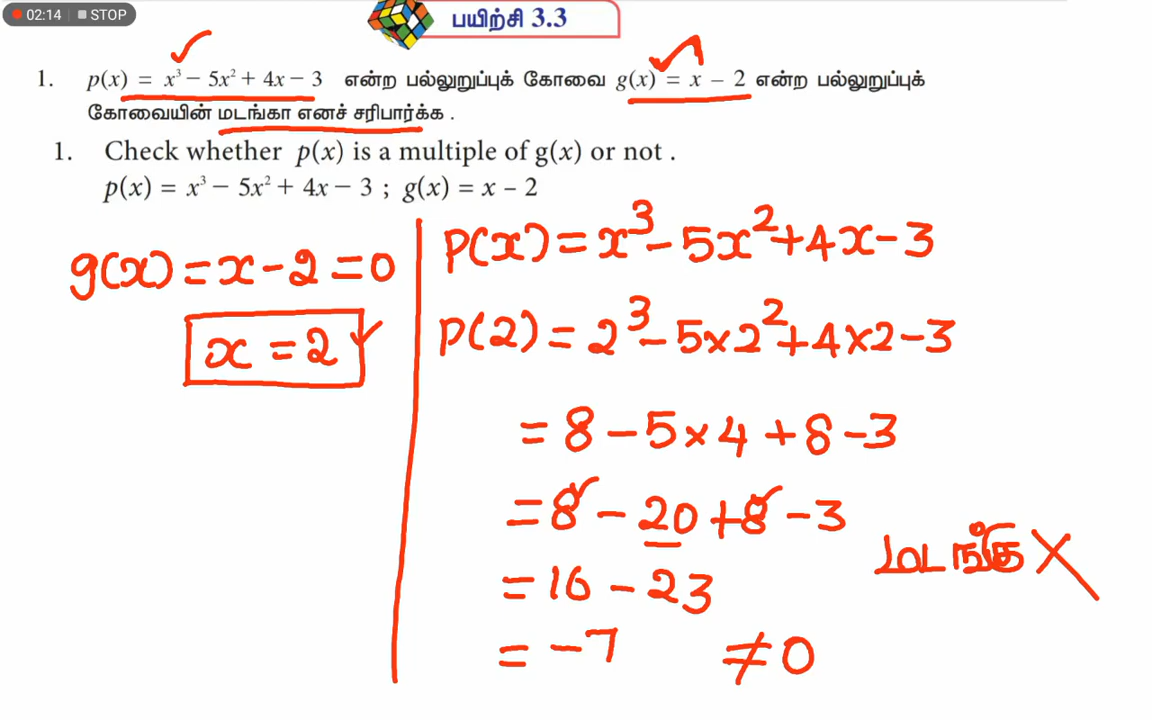 02:14 STOP
பயிற்சி 3.3
1. p(x) = x³ − 5x² + 4x − 3 என்ற பல்லுறுப்புக் கோவை g(x) = x − 2 என்ற பல்லுறுப்புக்
கோவையின் மடங்கா எனச் சரிபார்க்க .
1. Check whether p(x) is a multiple of g(x) or not .
p(x) = x³ − 5x² + 4x − 3 ; g(x) = x − 2
g(x) = x − 2 = 0
x = 2
P(x) = x³ − 5x² + 4x − 3
P(2) = 2³ − 5×2² + 4×2 − 3
= 8 − 5×4 + 8 − 3
= 8 − 20 + 8 − 3
= 16 − 23
= −7 ≠ 0
மடங்கு